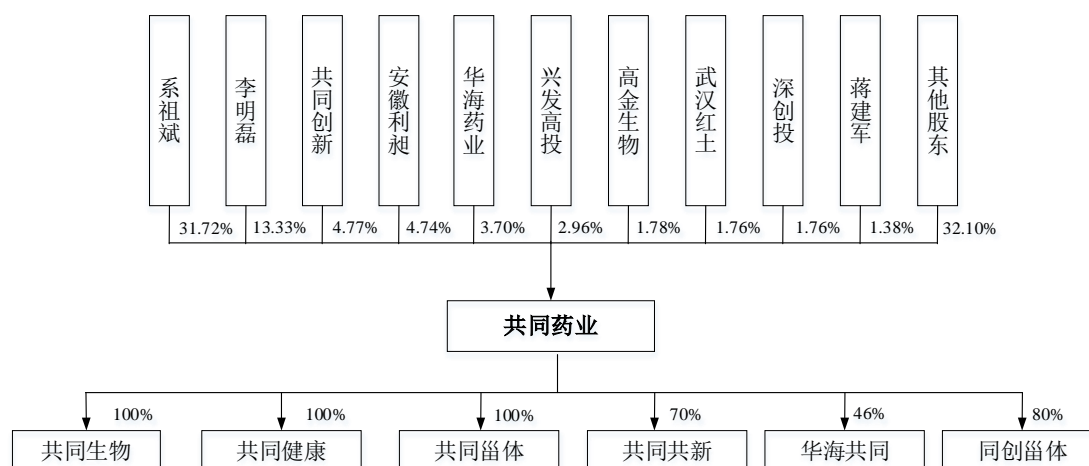 系祖斌
李明磊
共同创新
安徽利昶
华海药业
兴发高投
高金生物
武汉红土
深创投
蒋建军
其他股东
31.72%
13.33%
4.77%
4.74%
3.70%
2.96%
1.78%
1.76%
1.76%
1.38%
32.10%
共同药业
100%
100%
100%
70%
46%
80%
共同生物
共同健康
共同甾体
共同共新
华海共同
同创甾体